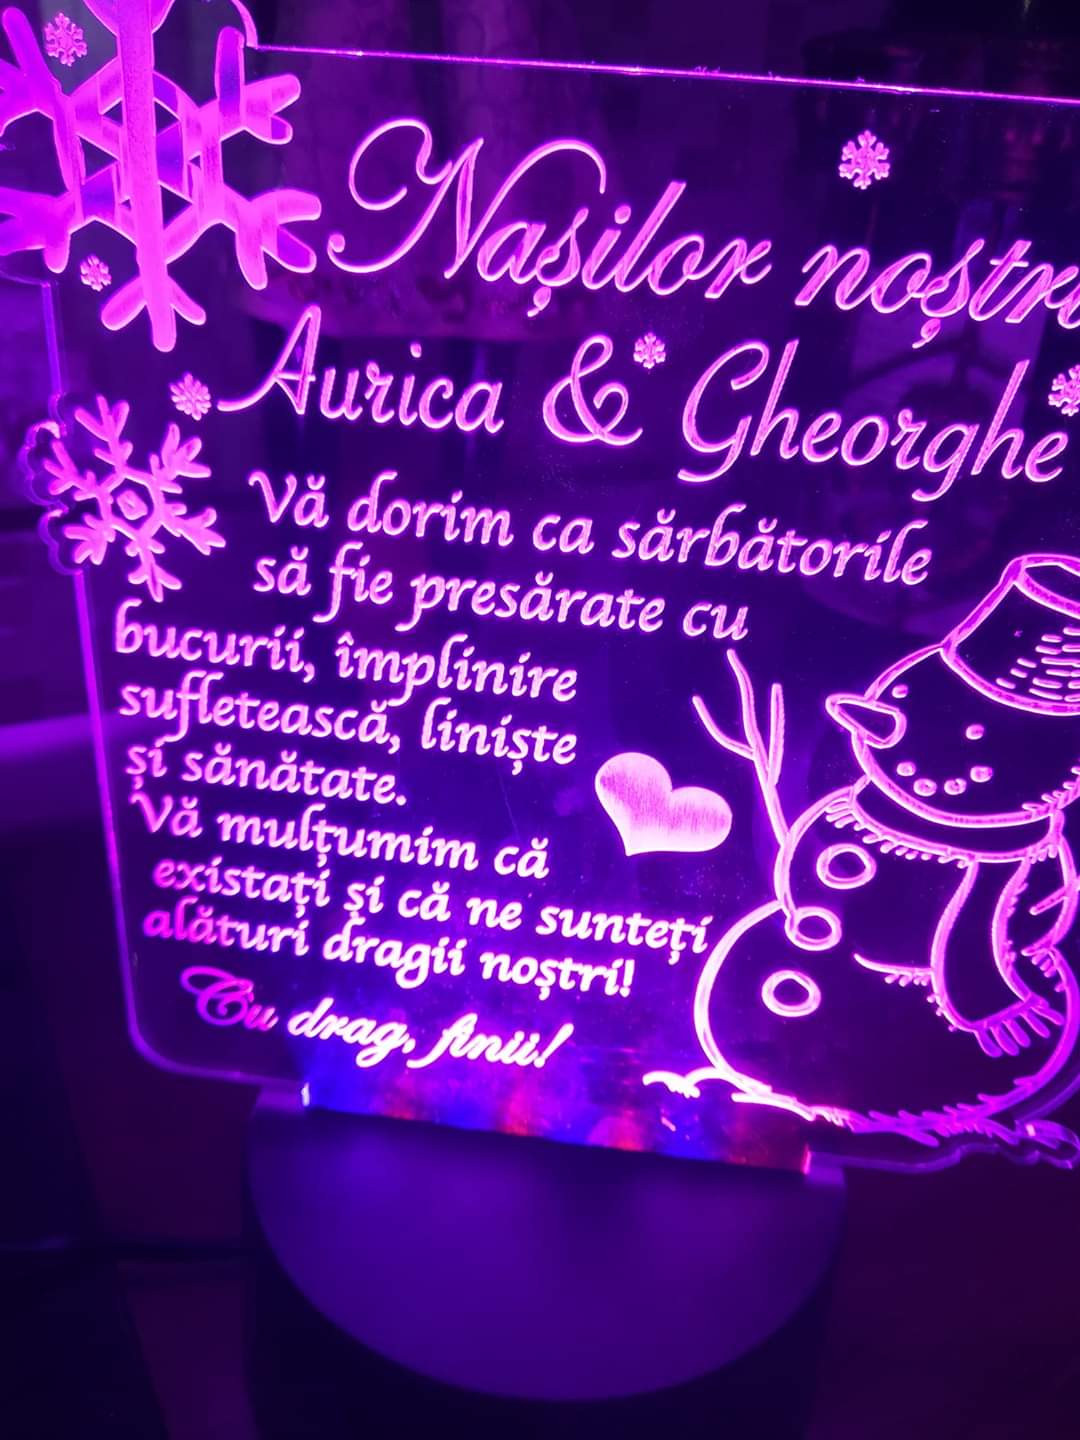 Nașilor noștri
Aurica & Gheorghe
Vă dorim ca sărbătorile
să fie presărate cu
bucurii, împlinire
sufletească, liniște
și sănătate.
Vă mulțumim că
existați și că ne sunteți
alături dragii noștri!
Cu drag, finii!